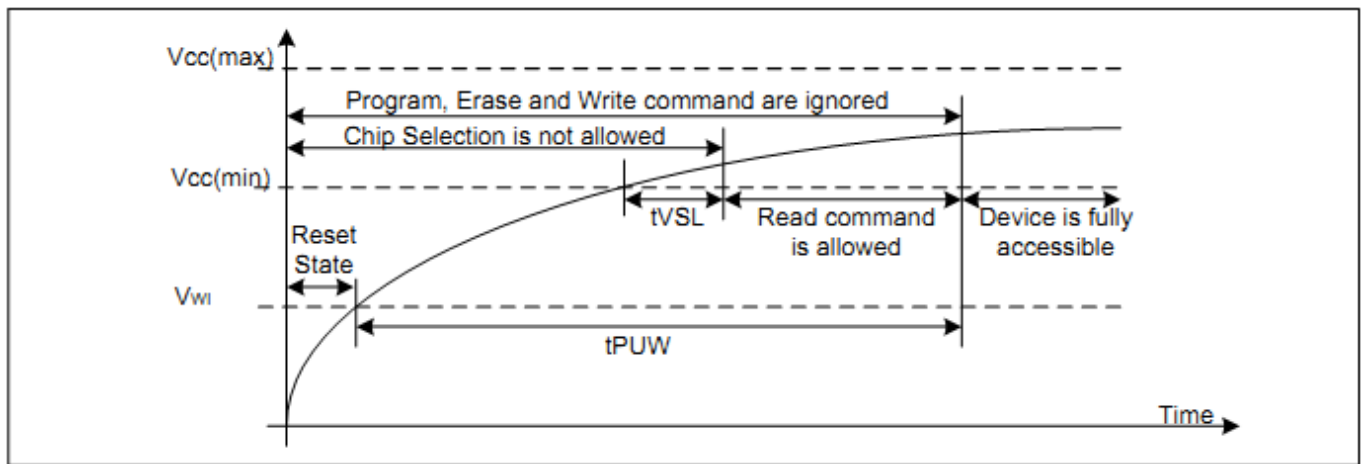 Vcc(max)
Program, Erase and Write command are ignored
Chip Selection is not allowed
Vcc(min)
tVSL
Read command
is allowed
Device is fully
accessible
Reset
State
VWI
tPUW
Time